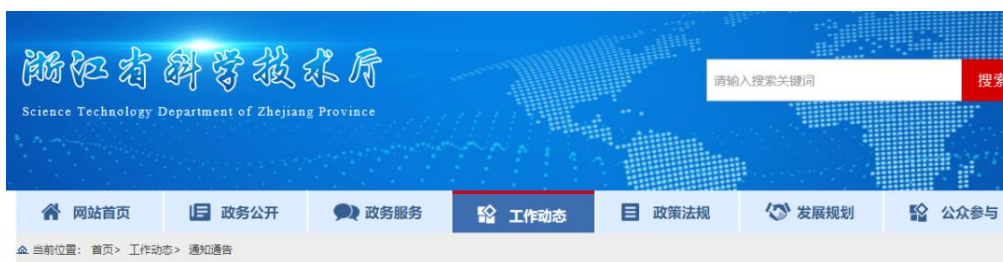 浙江省科学技术厅
Science Technology Department of Zhejiang Province
请输入搜索关键词
搜索
网站首页 政务公开 政务服务 工作动态 政策法规 发展规划 公众参与
当前位置: 首页> 工作动态> 通知通告